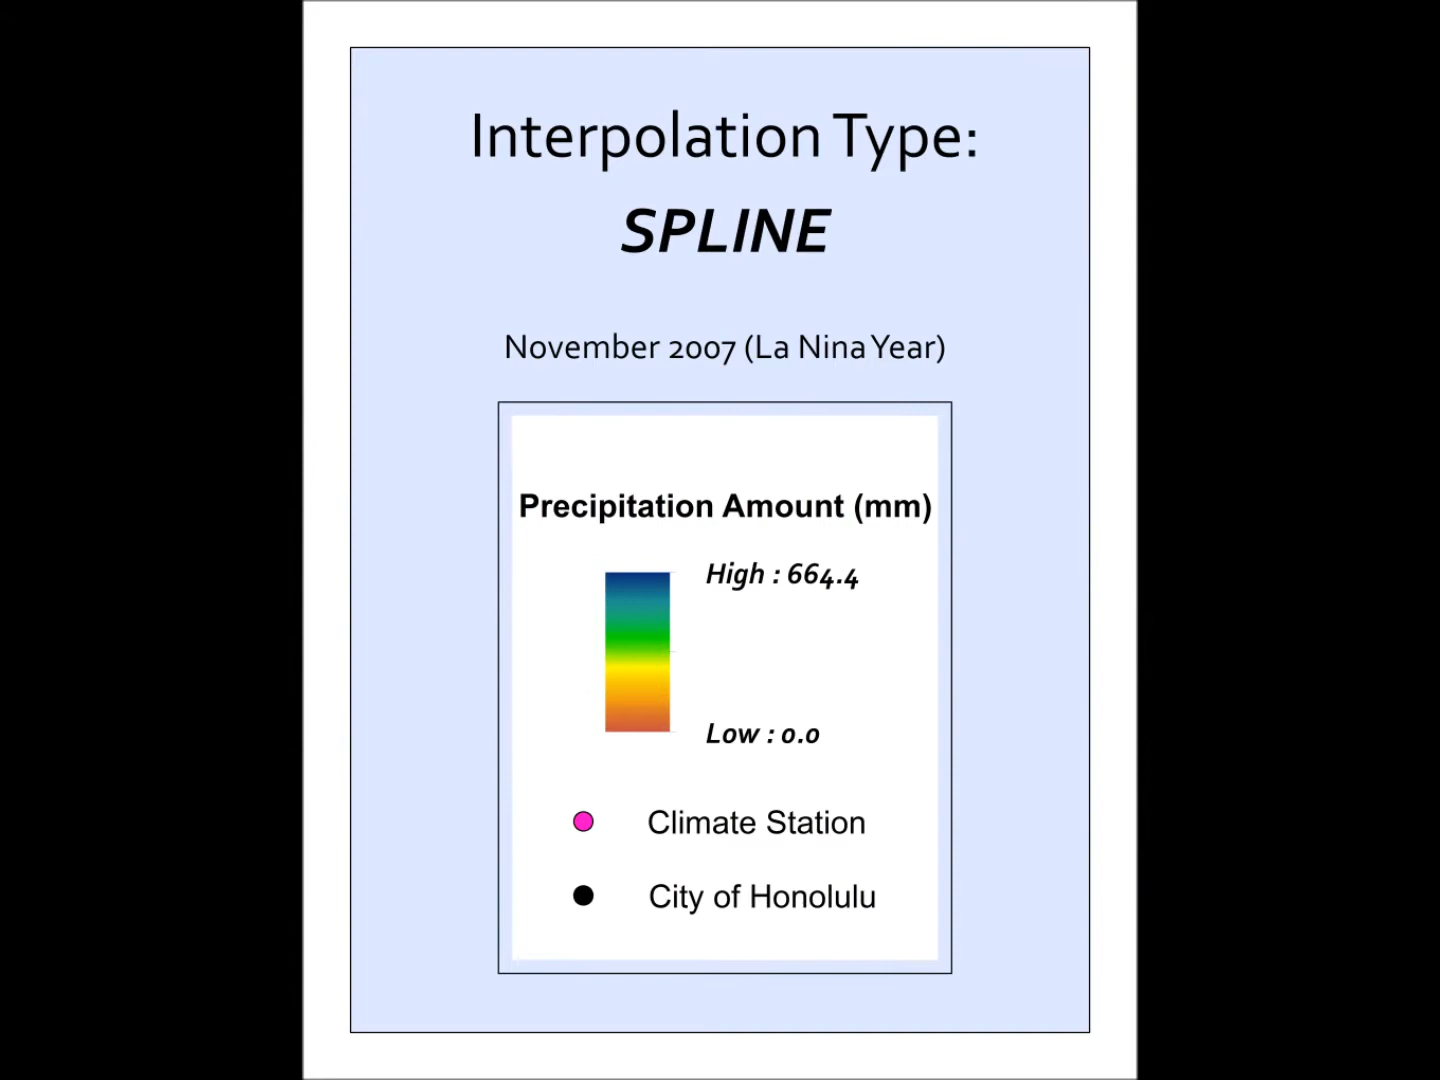 Interpolation Type:
SPLINE
November 2007 (La Nina Year)
Precipitation Amount (mm)
High : 664.4
Low : 0.0
Climate Station
City of Honolulu